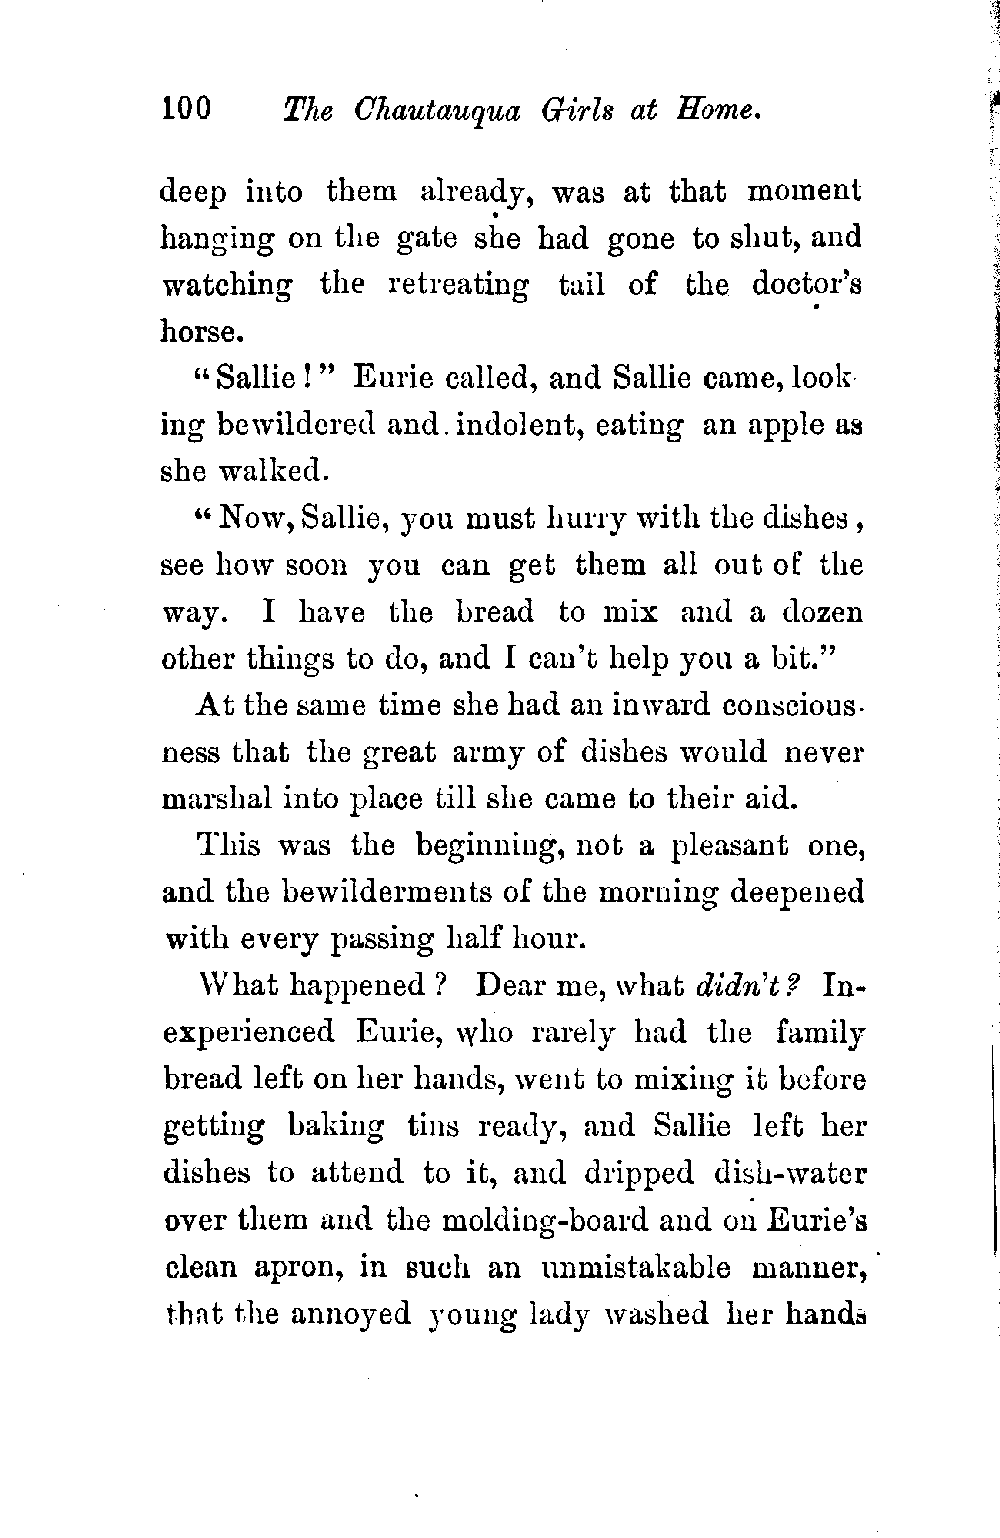 100 The Chautauqua Girls at Home.
deep into them already, was at that moment
hanging on the gate she had gone to shut, and
watching the retreating tail of the doctor's
horse.
"Sallie!" Eurie called, and Sallie came, look-
ing bewildered and indolent, eating an apple as
she walked.
"Now, Sallie, you must hurry with the dishes,
see how soon you can get them all out of the
way. I have the bread to mix and a dozen
other things to do, and I can't help you a bit."
At the same time she had an inward conscious-
ness that the great army of dishes would never
marshal into place till she came to their aid.
This was the beginning, not a pleasant one,
and the bewilderments of the morning deepened
with every passing half hour.
What happened? Dear me, what didn't? In-
experienced Eurie, who rarely had the family
bread left on her hands, went to mixing it before
getting baking tins ready, and Sallie left her
dishes to attend to it, and dripped dish-water
over them and the molding-board and on Eurie's
clean apron, in such an unmistakable manner,
that the annoyed young lady washed her hands